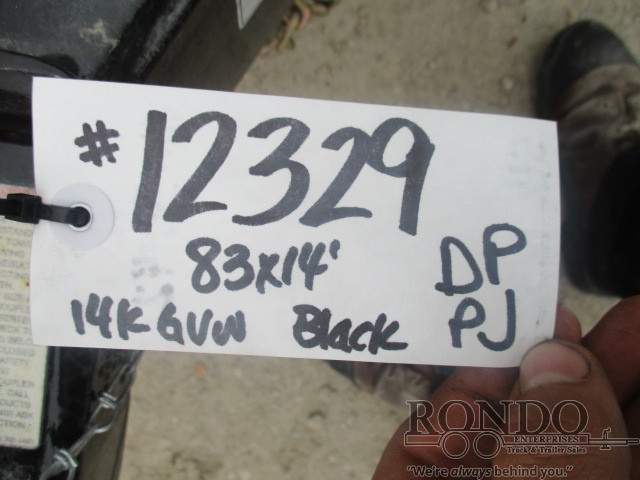 #12329
83x14' DP
14K GVW Black PJ
RONDO
ENTERPRISES
Truck & Trailer Sales
"We're always behind you."